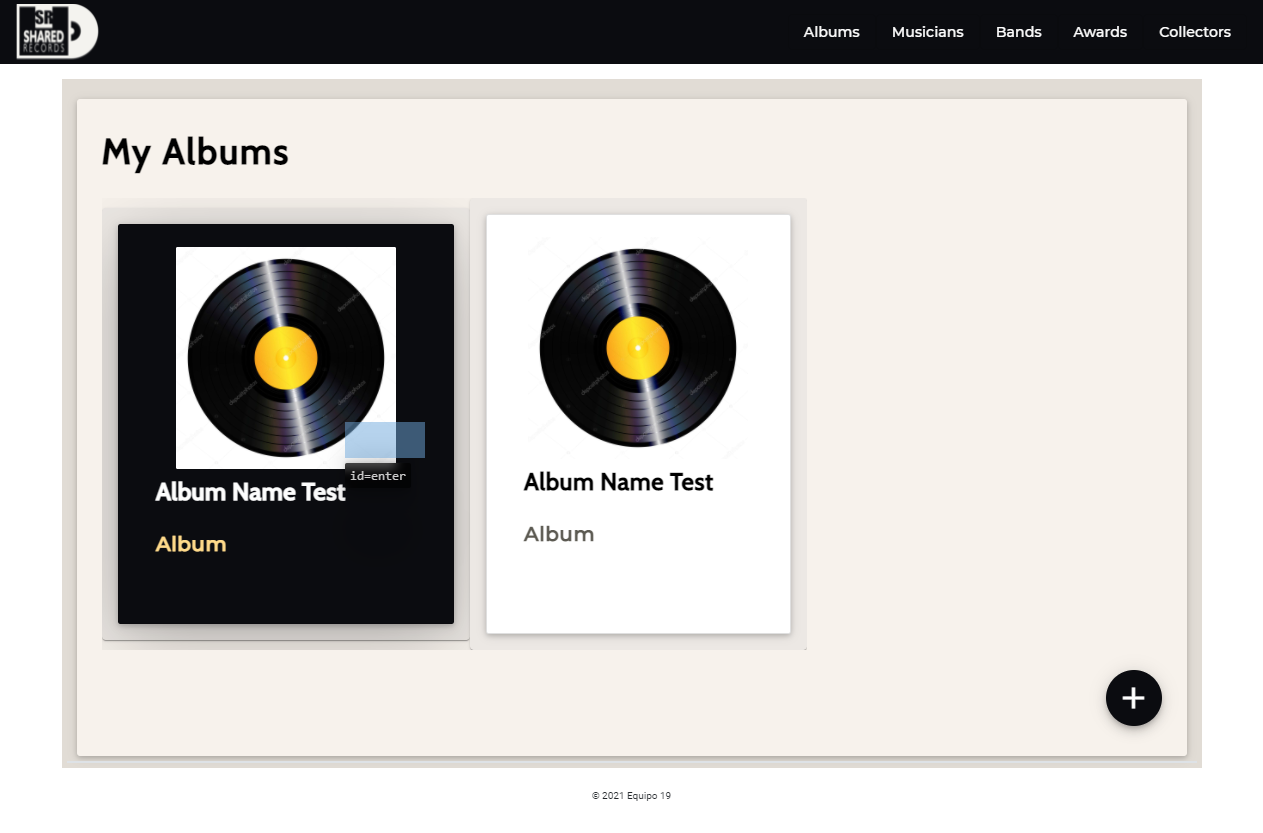 SR
SHARED
RECORDS
Albums
Musicians
Bands
Awards
Collectors
My Albums
id=enter
Album Name Test
Album
Album Name Test
Album
© 2021 Equipo 19